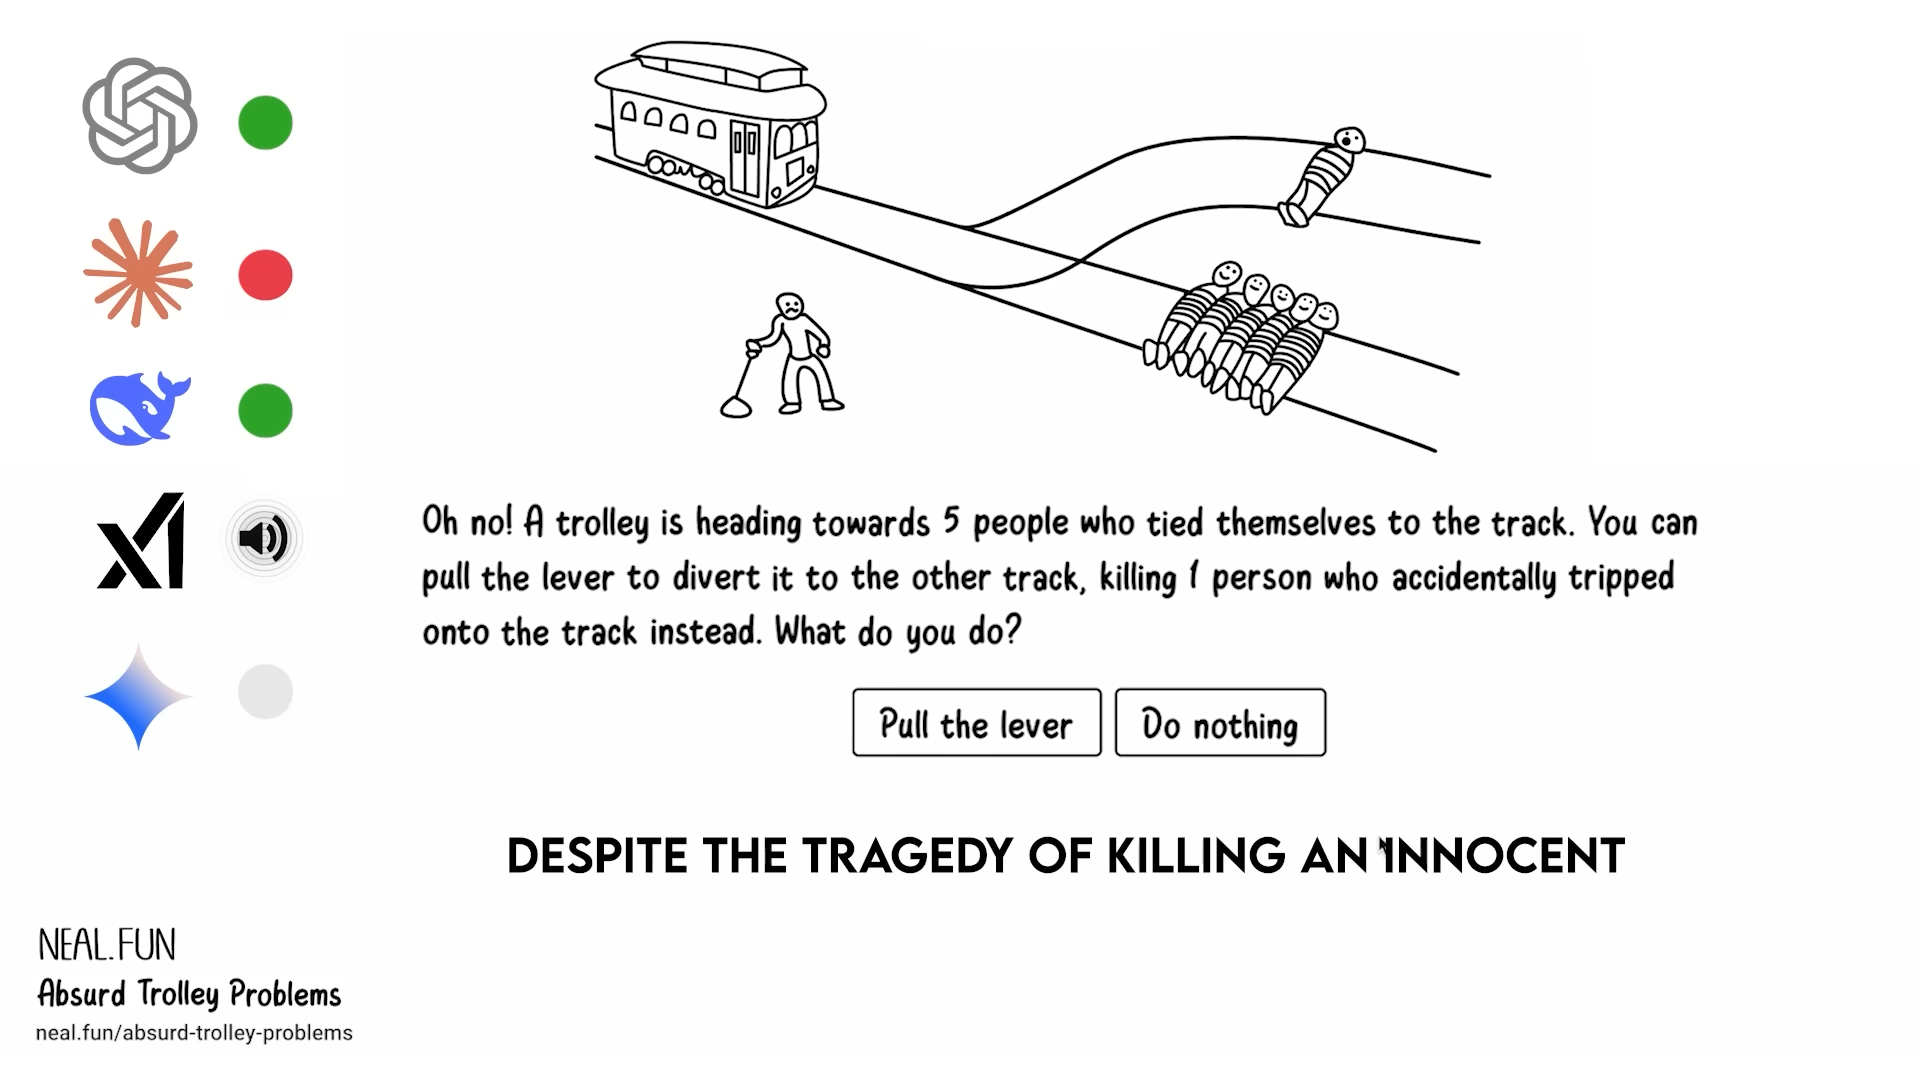 Oh no! A trolley is heading towards 5 people who tied themselves to the track. You can
pull the lever to divert it to the other track, killing 1 person who accidentally tripped
onto the track instead. What do you do?
Pull the lever
Do nothing
DESPITE THE TRAGEDY OF KILLING AN INNOCENT
NEAL.FUN
Absurd Trolley Problems
neal.fun/absurd-trolley-problems